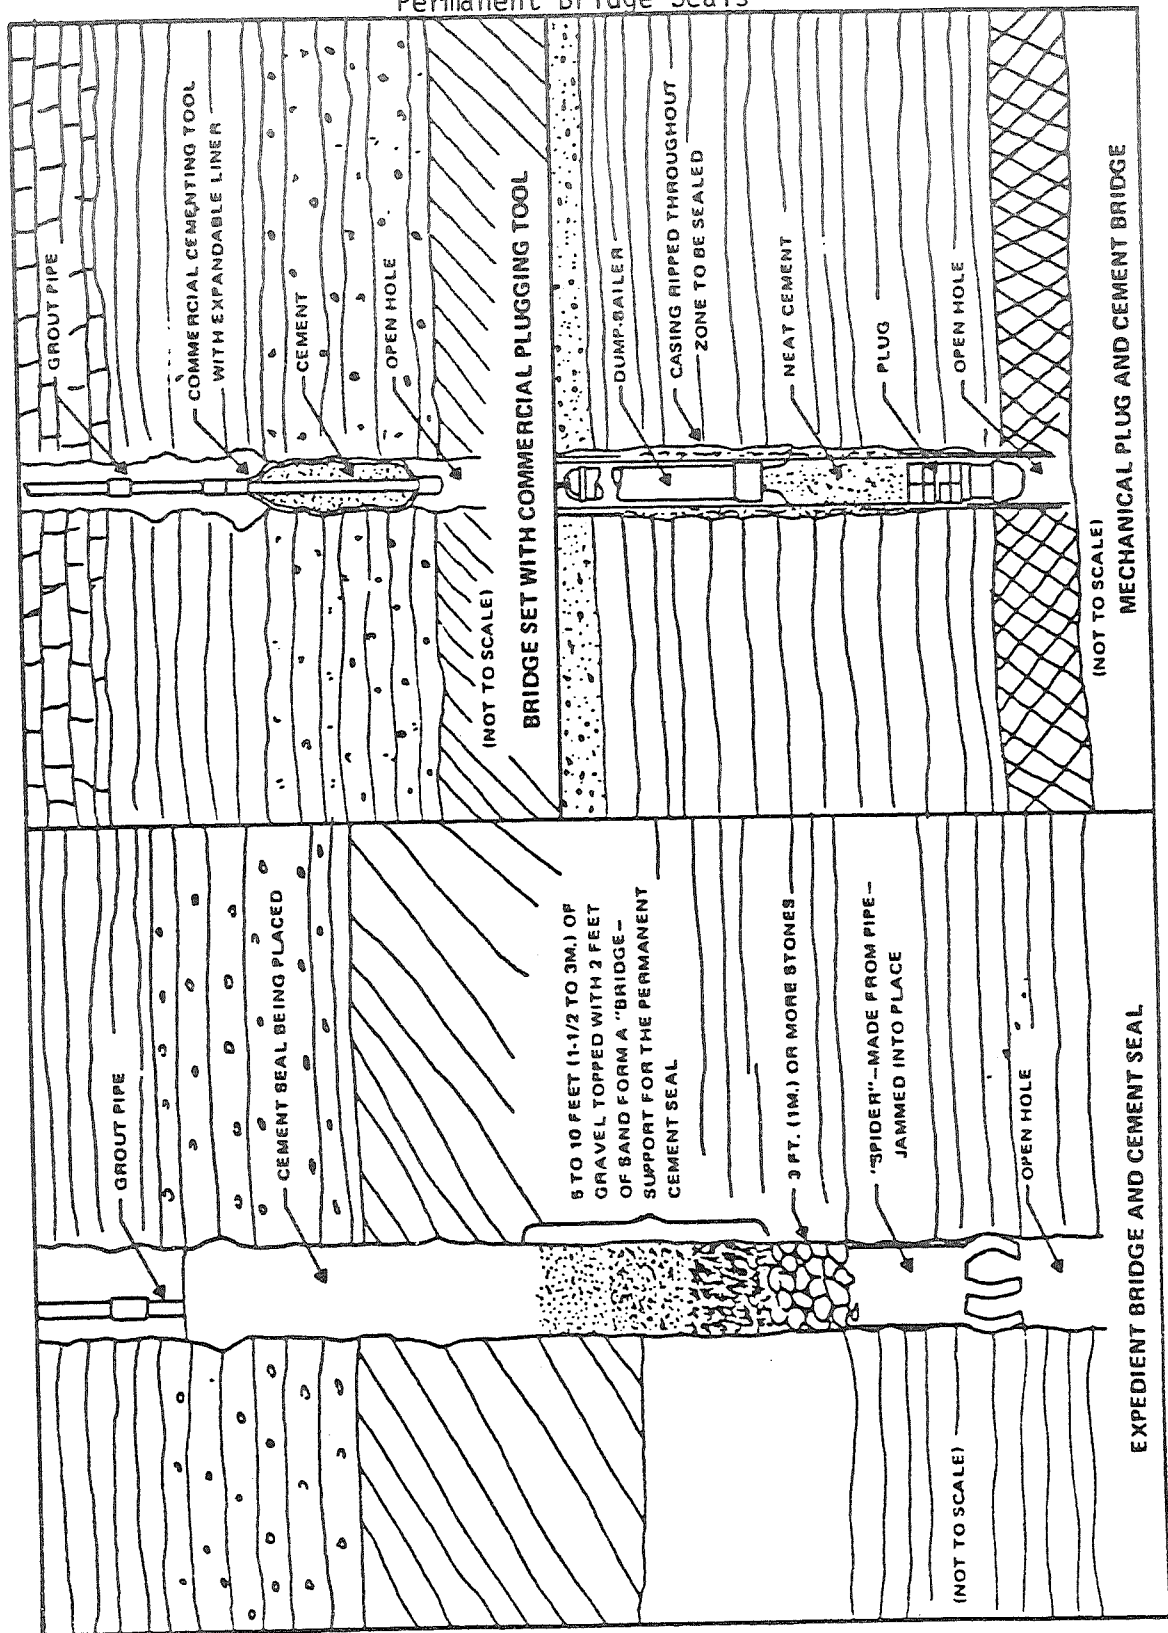 Permanent Bridge Seals
GROUT PIPE
COMMERCIAL CEMENTING TOOL
WITH EXPANDABLE LINER
CEMENT
OPEN HOLE
(NOT TO SCALE)
BRIDGE SET WITH COMMERCIAL PLUGGING TOOL
DUMP BAILER
CASING RIPPED THROUGHOUT
ZONE TO BE SEALED
NEAT CEMENT
PLUG
OPEN HOLE
(NOT TO SCALE)
MECHANICAL PLUG AND CEMENT BRIDGE
GROUT PIPE
CEMENT SEAL BEING PLACED
5 TO 10 FEET (1-1/2 TO 3M.) OF
GRAVEL TOPPED WITH 2 FEET
OF SAND FORM A "BRIDGE-
SUPPORT FOR THE PERMANENT
CEMENT SEAL
3 FT. (1M.) OR MORE STONES
"SPIDER"-MADE FROM PIPE-
JAMMED INTO PLACE
OPEN HOLE
(NOT TO SCALE)
EXPEDIENT BRIDGE AND CEMENT SEAL